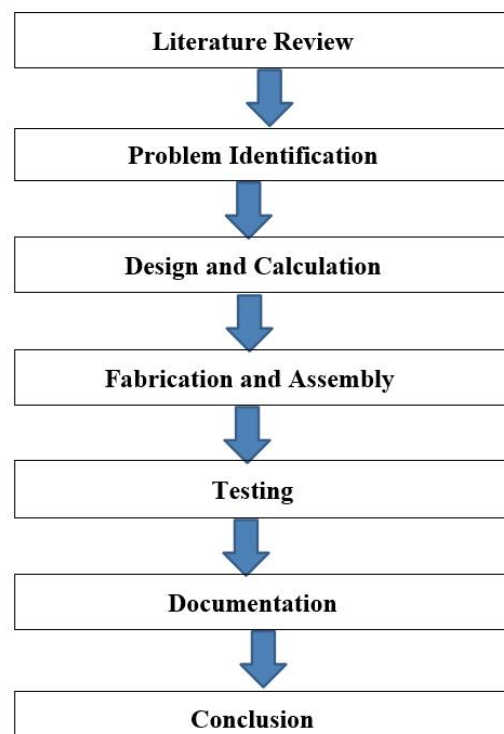 Literature Review
Problem Identification
Design and Calculation
Fabrication and Assembly
Testing
Documentation
Conclusion